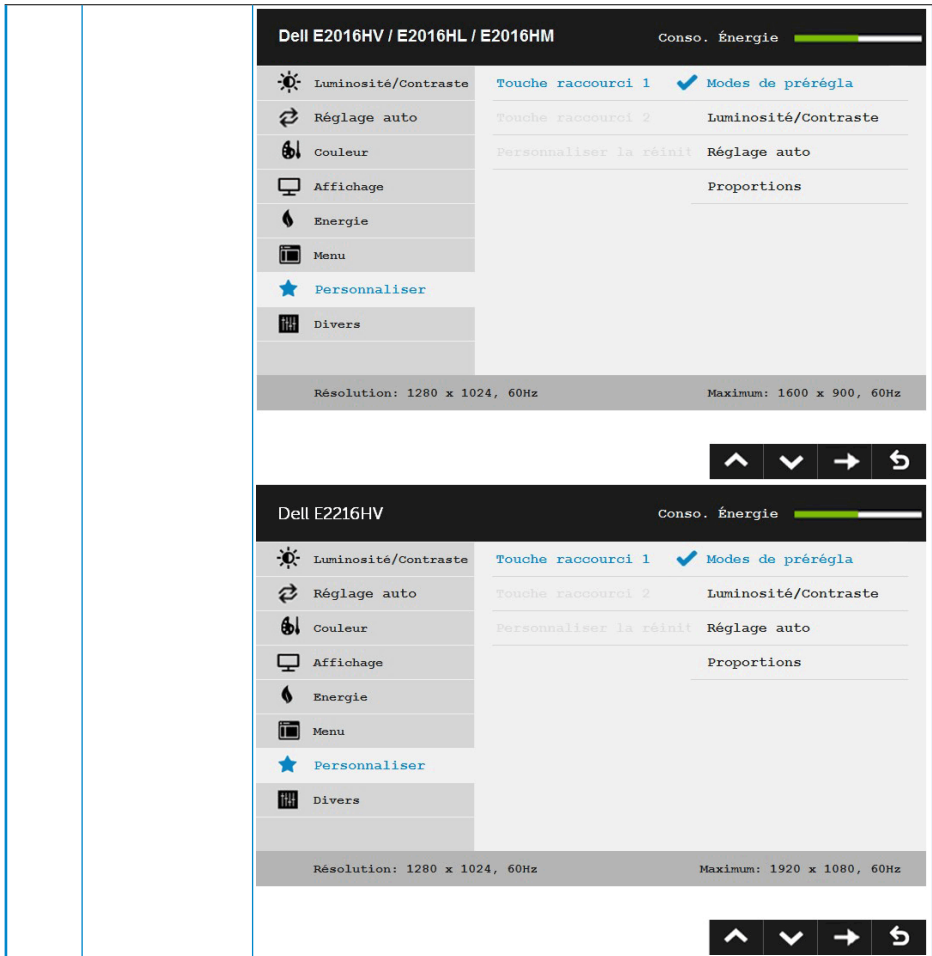 Dell E2016HV / E2016HL / E2016HM Conso. Énergie
Luminosité/Contraste Touche raccourci 1 Modes de prérégla
Réglage auto Touche raccourci 2 Luminosité/Contraste
Couleur Personnaliser la réinit Réglage auto
Affichage Proportions
Energie
Menu
Personnaliser
Divers
Résolution: 1280 x 1024, 60Hz Maximum: 1600 x 900, 60Hz
Dell E2216HV Conso. Énergie
Luminosité/Contraste Touche raccourci 1 Modes de prérégla
Réglage auto Touche raccourci 2 Luminosité/Contraste
Couleur Personnaliser la réinit Réglage auto
Affichage Proportions
Energie
Menu
Personnaliser
Divers
Résolution: 1280 x 1024, 60Hz Maximum: 1920 x 1080, 60Hz